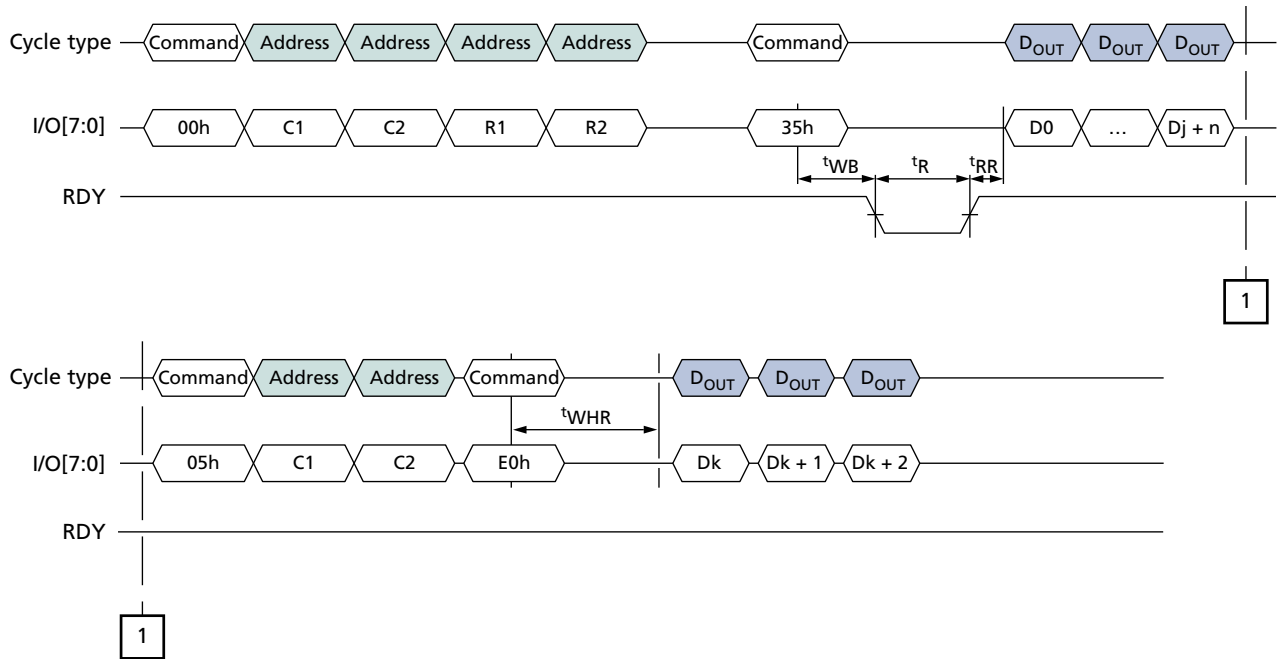 Cycle type Command Address Address Address Address Command DOUT DOUT DOUT
I/O[7:0] 00h C1 C2 R1 R2 35h D0 ... Dj + n
tWB tR tRR
RDY
1
Cycle type Command Address Address Command DOUT DOUT DOUT
tWHR
I/O[7:0] 05h C1 C2 E0h Dk Dk + 1 Dk + 2
RDY
1